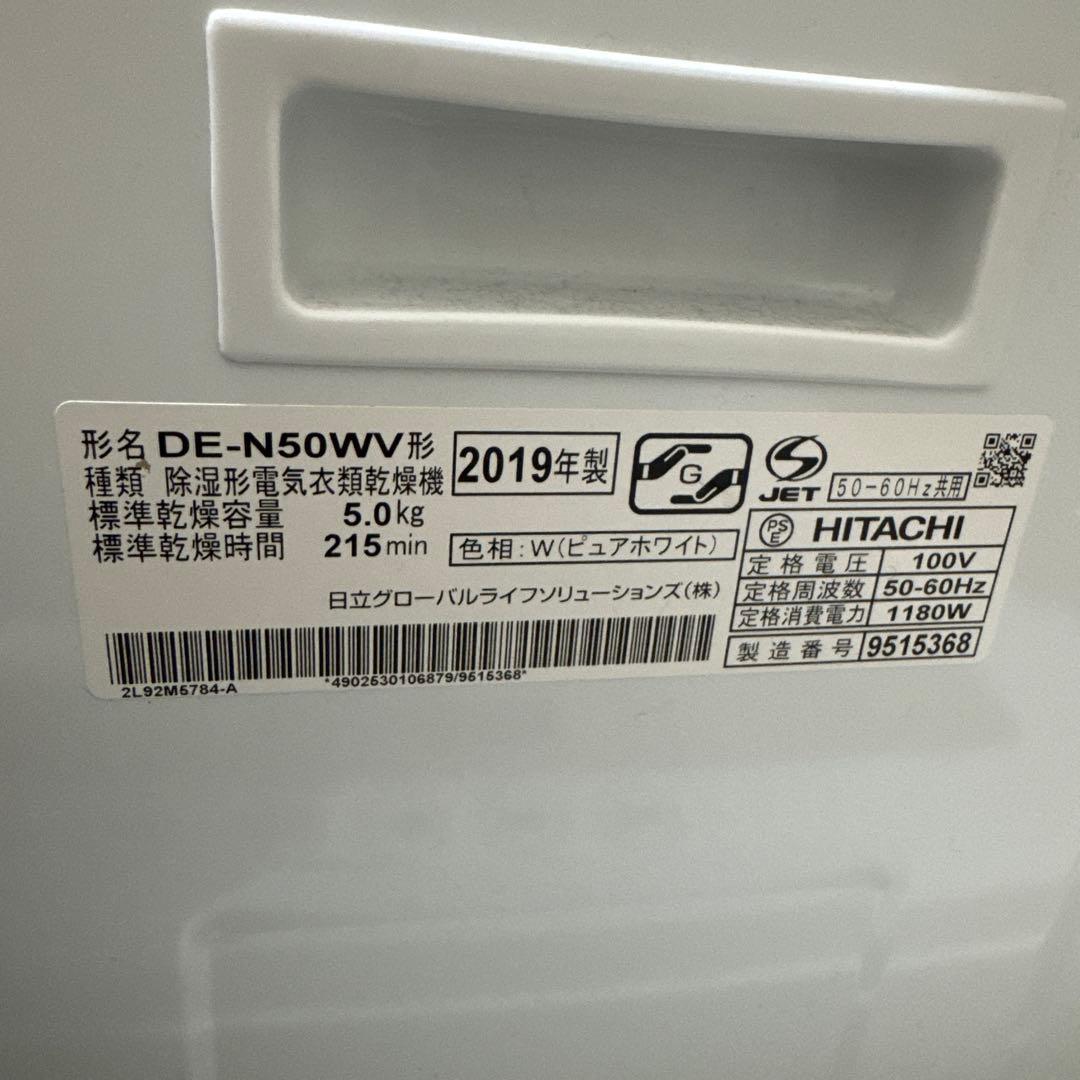 形名 DE-N50WV形
種類 除湿形電気衣類乾燥機
標準乾燥容量 5.0kg
標準乾燥時間 215min
2019年製
色相:W(ピュアホワイト)
日立グローバルライフソリューションズ(株)
2L92M5784-A
*4902530106879/9515368*
G
JET
50-60Hz共用
PS
E
HITACHI
定格電圧 100V
定格周波数 50-60Hz
定格消費電力 1180W
製造番号 9515368